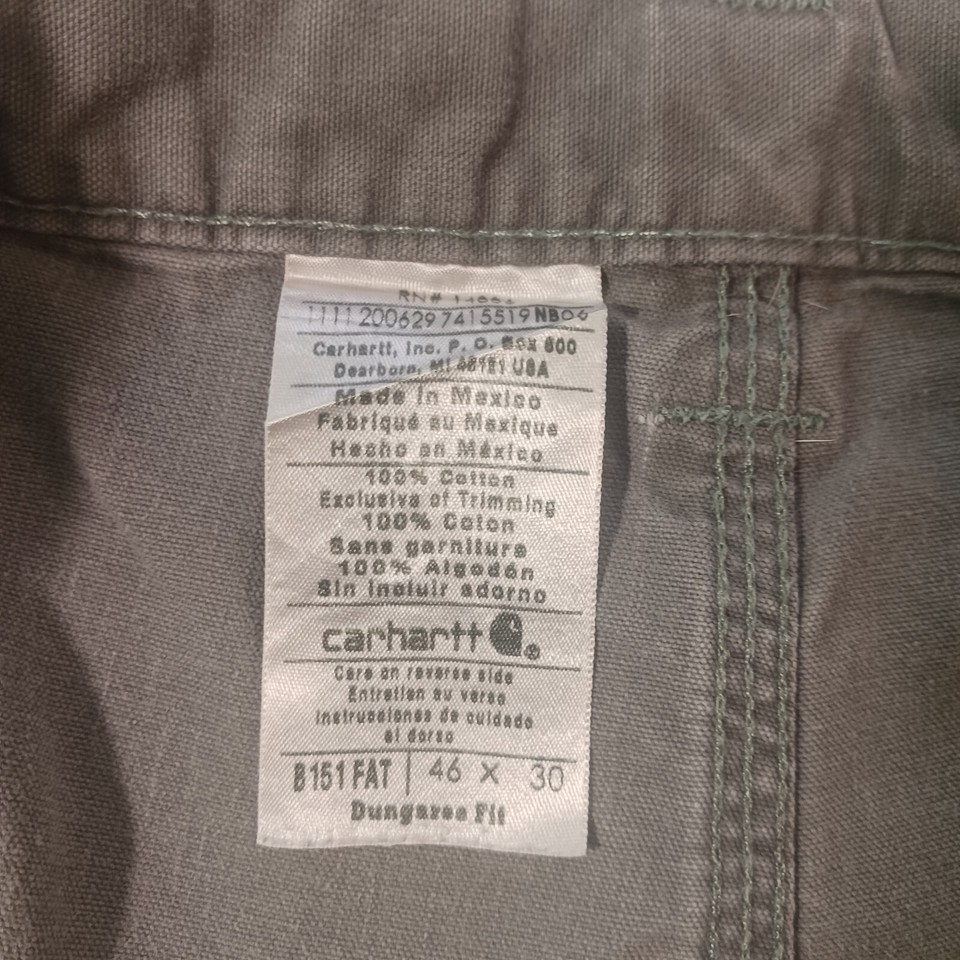 RN#
1111 2006297415519 NB06
Carhartt, Inc. P. O. Box 600
Dearborn, MI 48121 USA
Made in Mexico
Fabriqué au Mexique
Hecho en México
100% Cotton
Exclusive of Trimming
100% Coton
Sans garniture
100% Algodón
Sin incluir adorno
carhartt ®
Care on reverse side
Entretien au verso
Instrucciones de cuidado
al dorso
B151 FAT | 46 X 30
Dungaree Fit